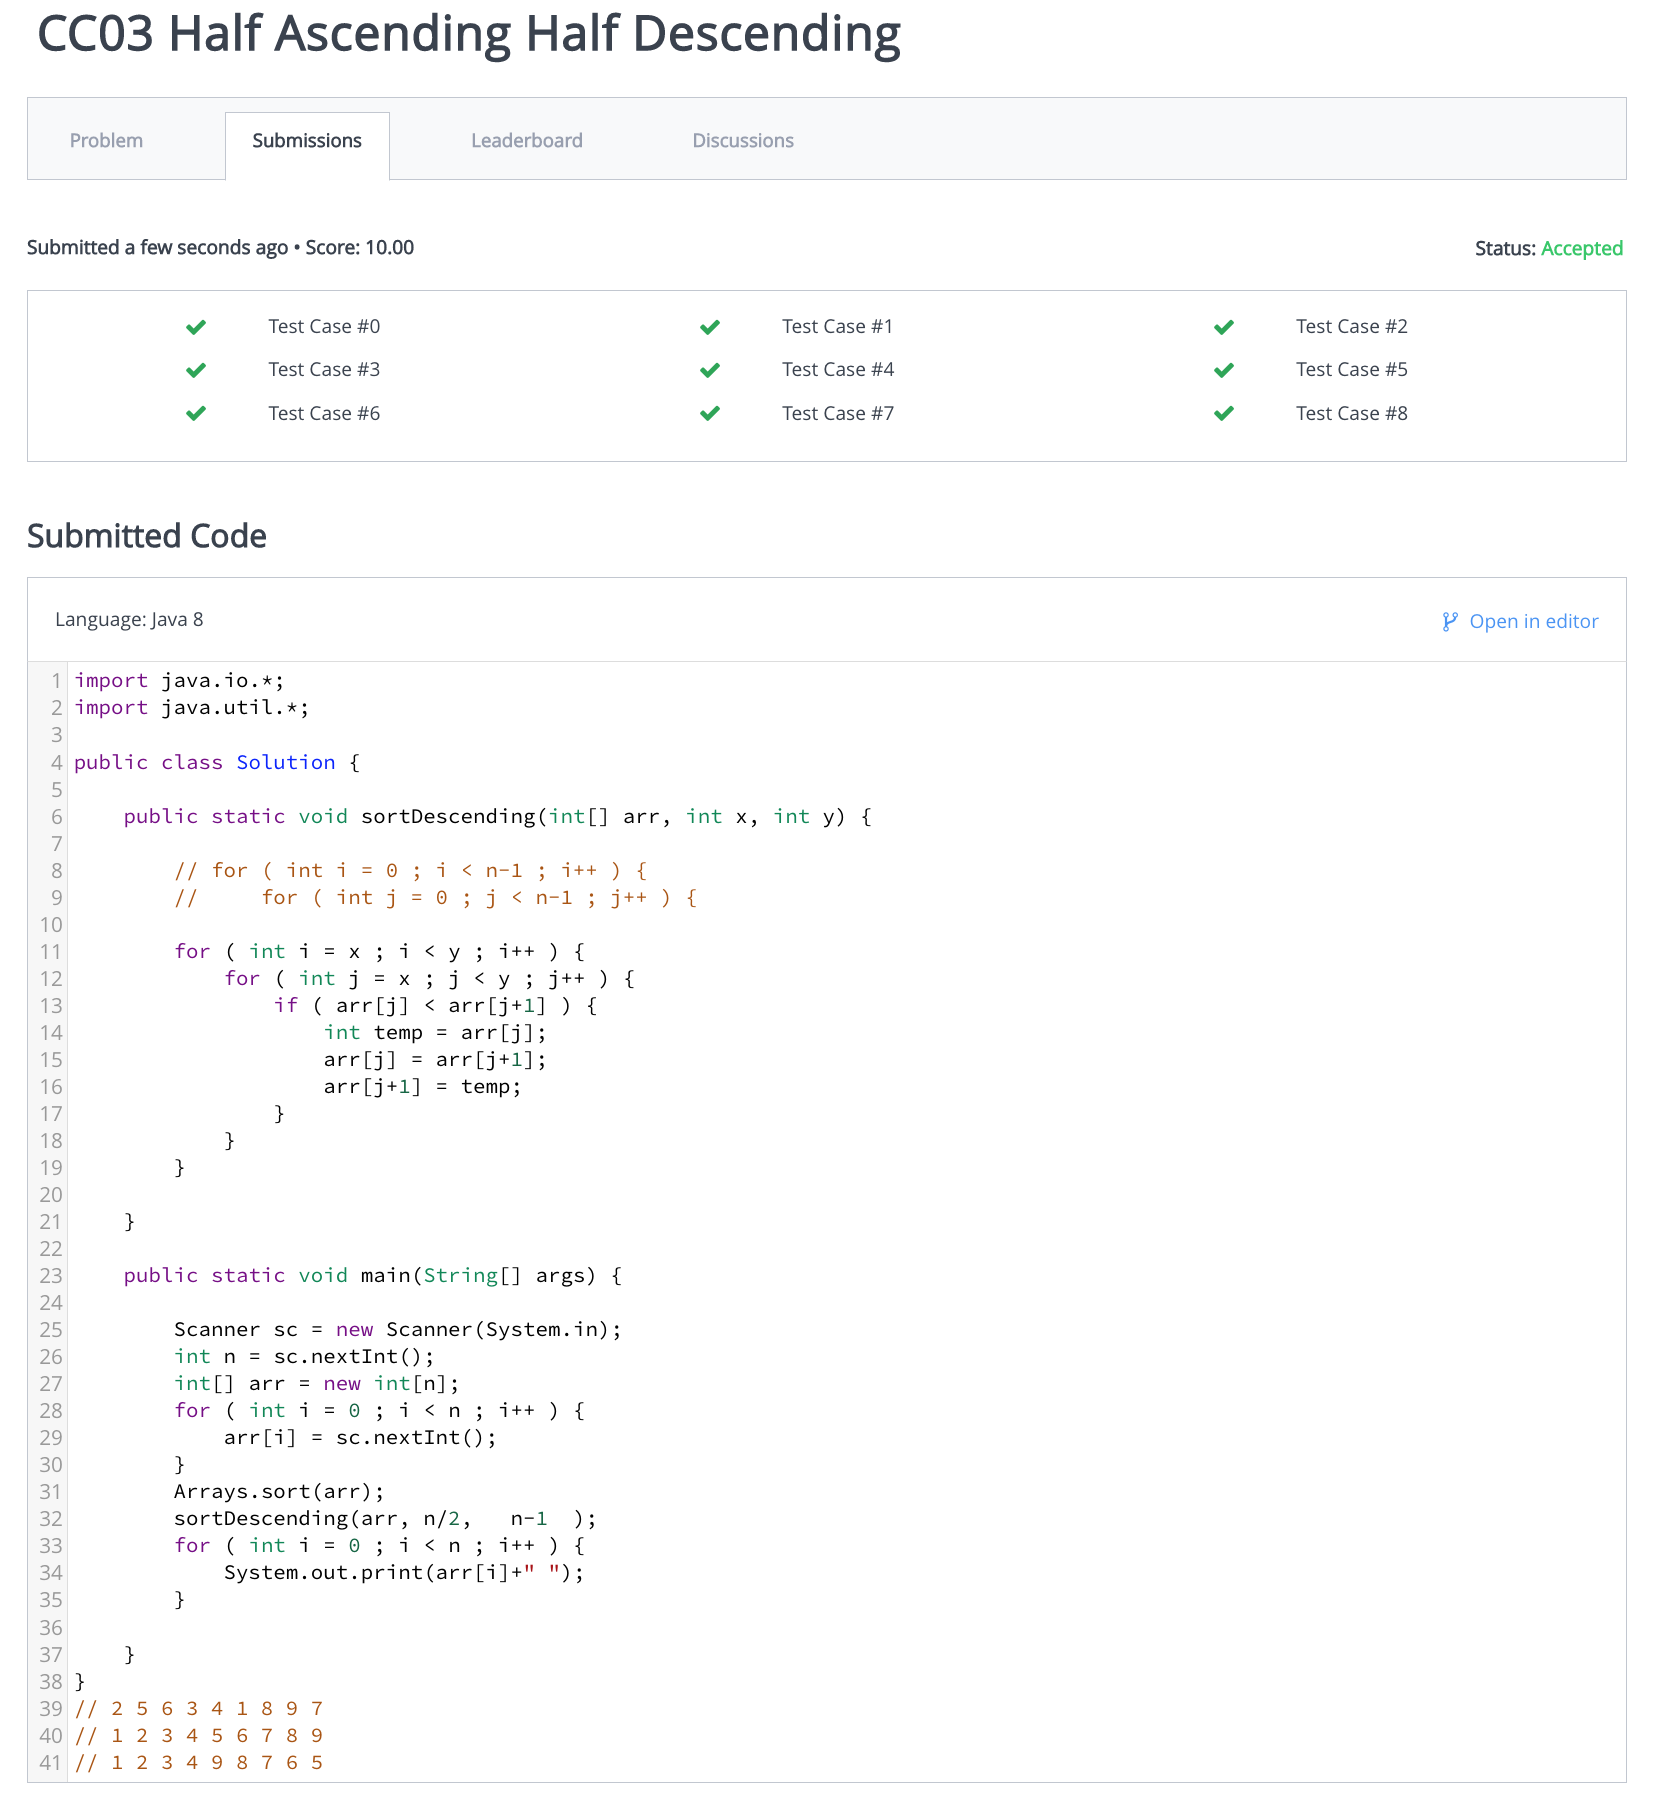 CC03 Half Ascending Half Descending
Problem Submissions Leaderboard Discussions
Submitted a few seconds ago • Score: 10.00 Status: Accepted
Test Case #0 Test Case #1 Test Case #2
Test Case #3 Test Case #4 Test Case #5
Test Case #6 Test Case #7 Test Case #8
Submitted Code
Language: Java 8 Open in editor
1 import java.io.*;
2 import java.util.*;
3
4 public class Solution {
5
6     public static void sortDescending(int[] arr, int x, int y) {
7
8         // for ( int i = 0 ; i < n-1 ; i++ ) {
9         //     for ( int j = 0 ; j < n-1 ; j++ ) {
10
11         for ( int i = x ; i < y ; i++ ) {
12             for ( int j = x ; j < y ; j++ ) {
13                 if ( arr[j] < arr[j+1] ) {
14                     int temp = arr[j];
15                     arr[j] = arr[j+1];
16                     arr[j+1] = temp;
17                 }
18             }
19         }
20
21     }
22
23     public static void main(String[] args) {
24
25         Scanner sc = new Scanner(System.in);
26         int n = sc.nextInt();
27         int[] arr = new int[n];
28         for ( int i = 0 ; i < n ; i++ ) {
29             arr[i] = sc.nextInt();
30         }
31         Arrays.sort(arr);
32         sortDescending(arr, n/2,   n-1  );
33         for ( int i = 0 ; i < n ; i++ ) {
34             System.out.print(arr[i]+" ");
35         }
36
37     }
38 }
39 // 2 5 6 3 4 1 8 9 7
40 // 1 2 3 4 5 6 7 8 9
41 // 1 2 3 4 9 8 7 6 5